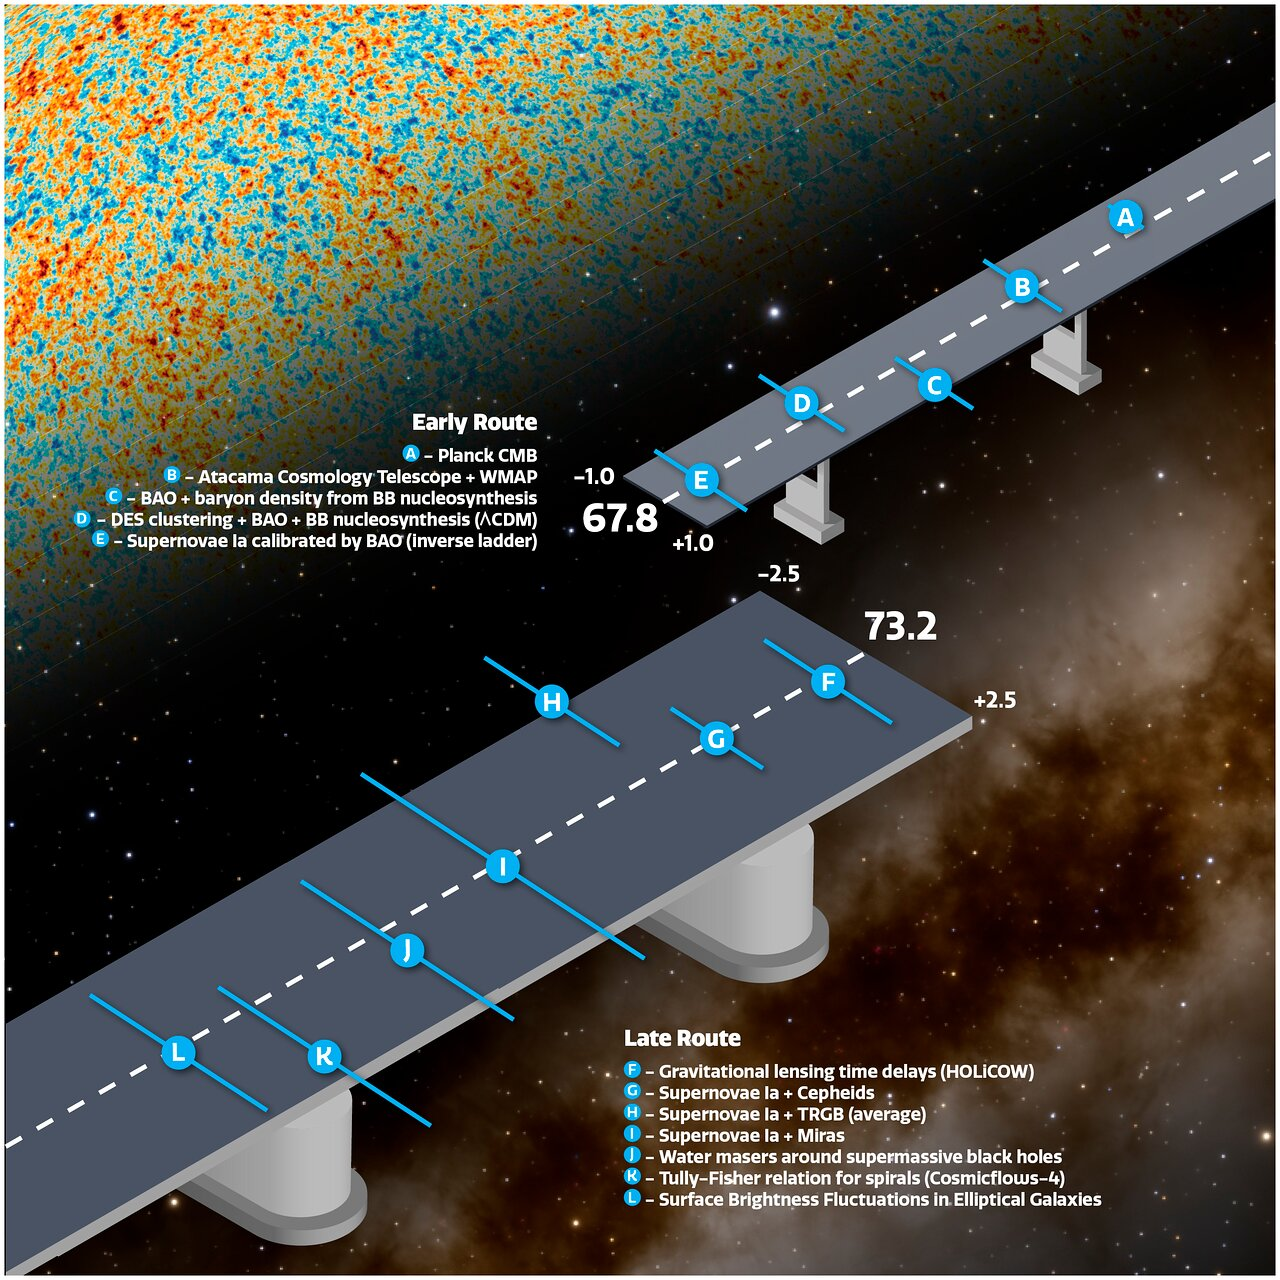 A
B
C
D
E
Early Route
A – Planck CMB
B – Atacama Cosmology Telescope + WMAP
C – BAO + baryon density from BB nucleosynthesis
D – DES clustering + BAO + BB nucleosynthesis (ΛCDM)
E – Supernovae Ia calibrated by BAO (inverse ladder)
−1.0
67.8
+1.0
−2.5
73.2
+2.5
F
G
H
I
J
K
L
Late Route
F – Gravitational lensing time delays (HOLiCOW)
G – Supernovae Ia + Cepheids
H – Supernovae Ia + TRGB (average)
I – Supernovae Ia + Miras
J – Water masers around supermassive black holes
K – Tully–Fisher relation for spirals (Cosmicflows–4)
L – Surface Brightness Fluctuations in Elliptical Galaxies